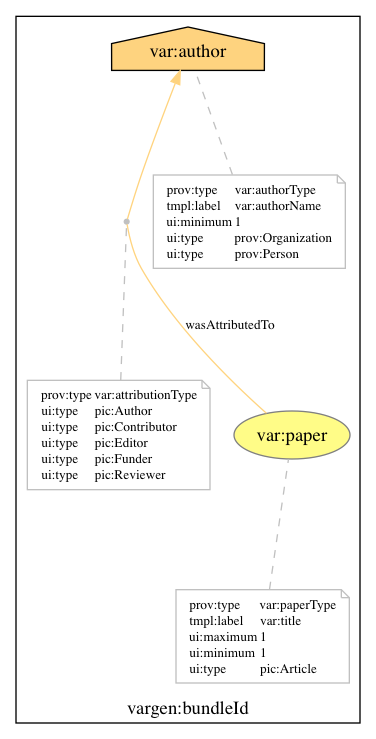 var:author
prov:type var:authorType
tmpl:label var:authorName
ui:minimum 1
ui:type prov:Organization
ui:type prov:Person
wasAttributedTo
prov:type var:attributionType
ui:type pic:Author
ui:type pic:Contributor
ui:type pic:Editor
ui:type pic:Funder
ui:type pic:Reviewer
var:paper
prov:type var:paperType
tmpl:label var:title
ui:maximum 1
ui:minimum 1
ui:type pic:Article
vargen:bundleId